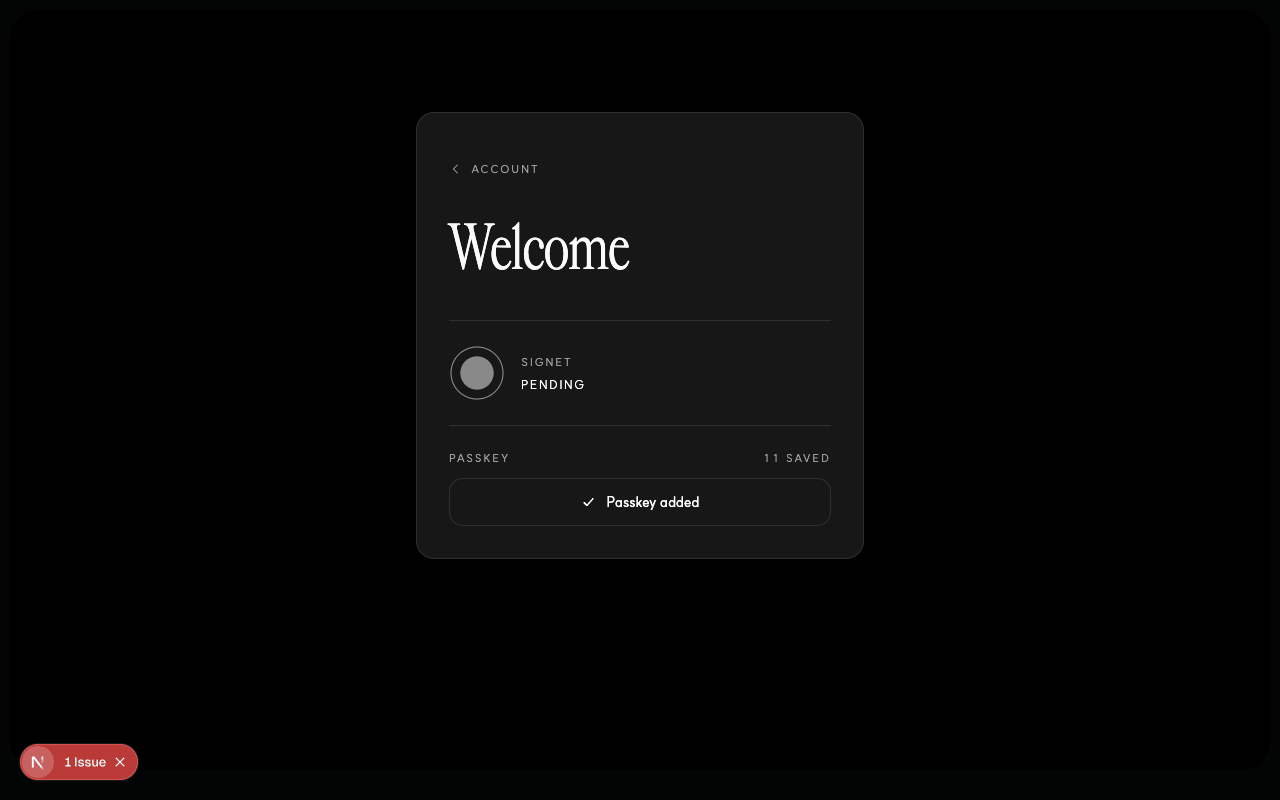 ACCOUNT
Welcome
SIGNET
PENDING
PASSKEY
11 SAVED
Passkey added
N
1 Issue